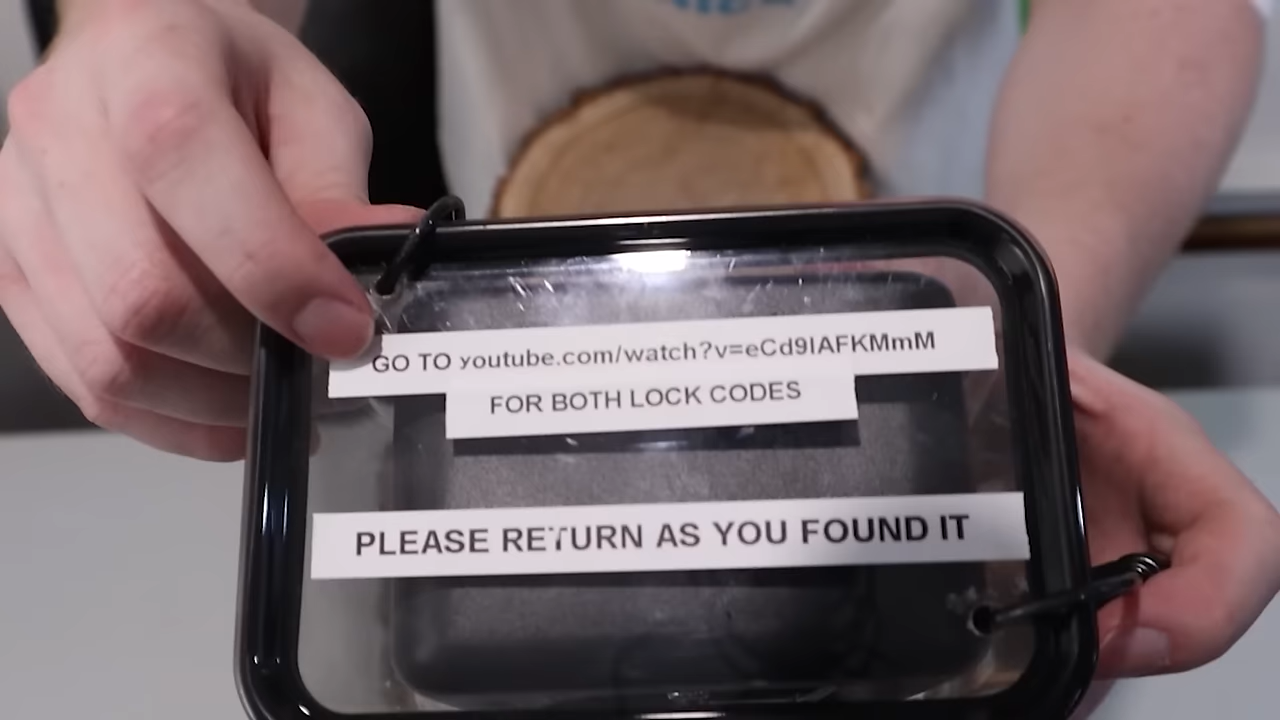 GO TO youtube.com/watch?v=eCd9IAFKMmM
FOR BOTH LOCK CODES
PLEASE RETURN AS YOU FOUND IT